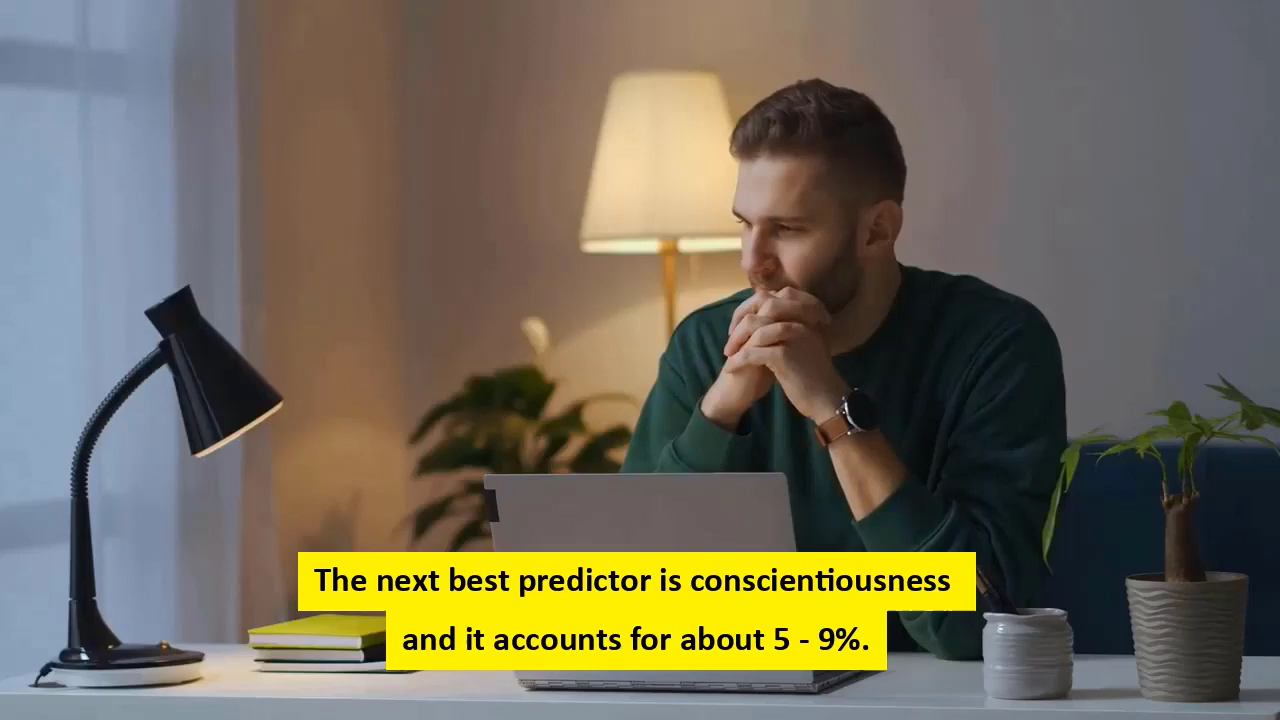 The next best predictor is conscientiousness
and it accounts for about 5 - 9%.